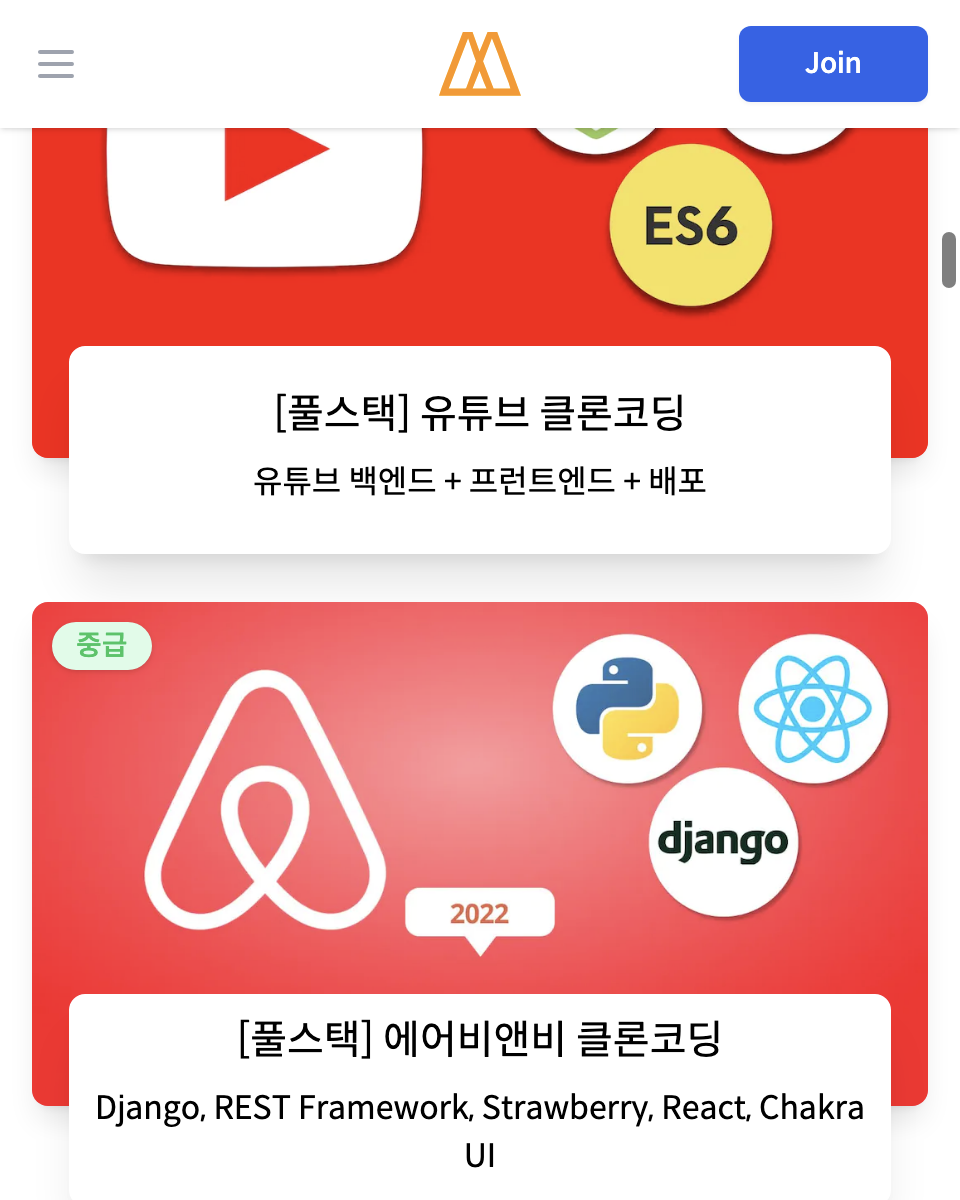 Join
ES6
[풀스택] 유튜브 클론코딩
유튜브 백엔드 + 프런트엔드 + 배포
중급
django
2022
[풀스택] 에어비앤비 클론코딩
Django, REST Framework, Strawberry, React, Chakra
UI